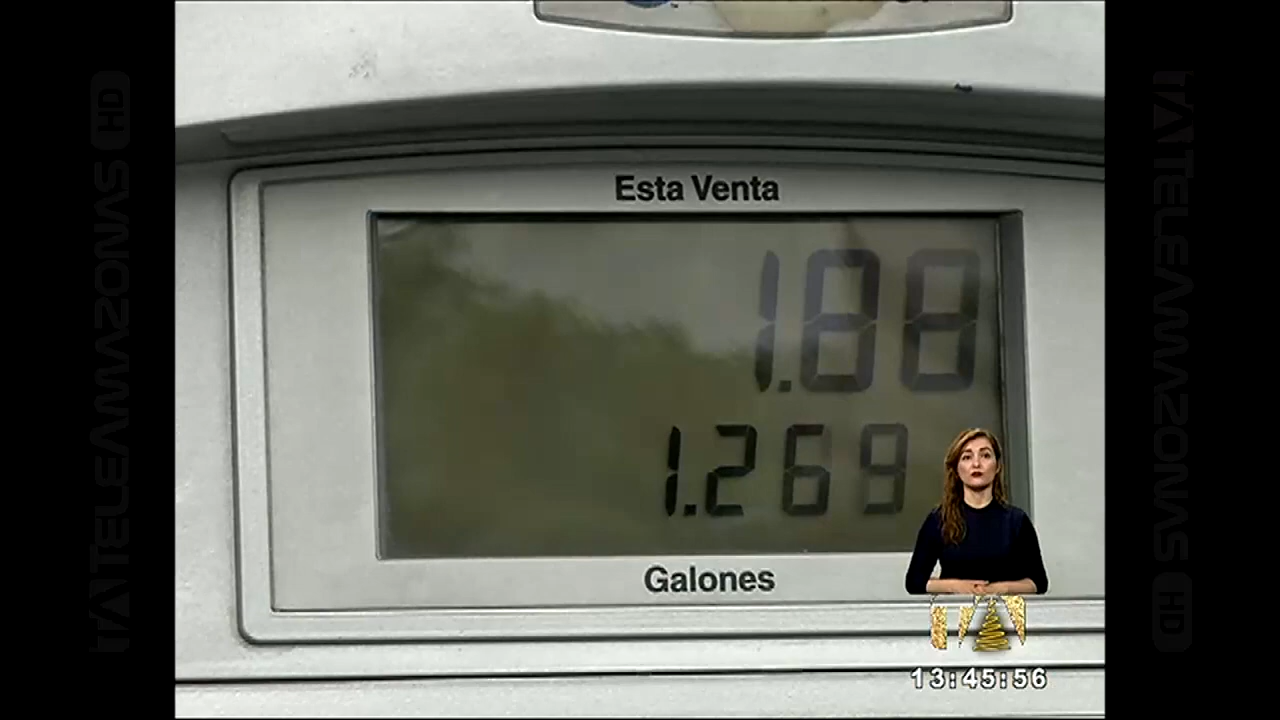 Esta Venta
1.88
1.269
Galones
13:45:56
TELEAMAZONAS HD
TELEAMAZONAS HD